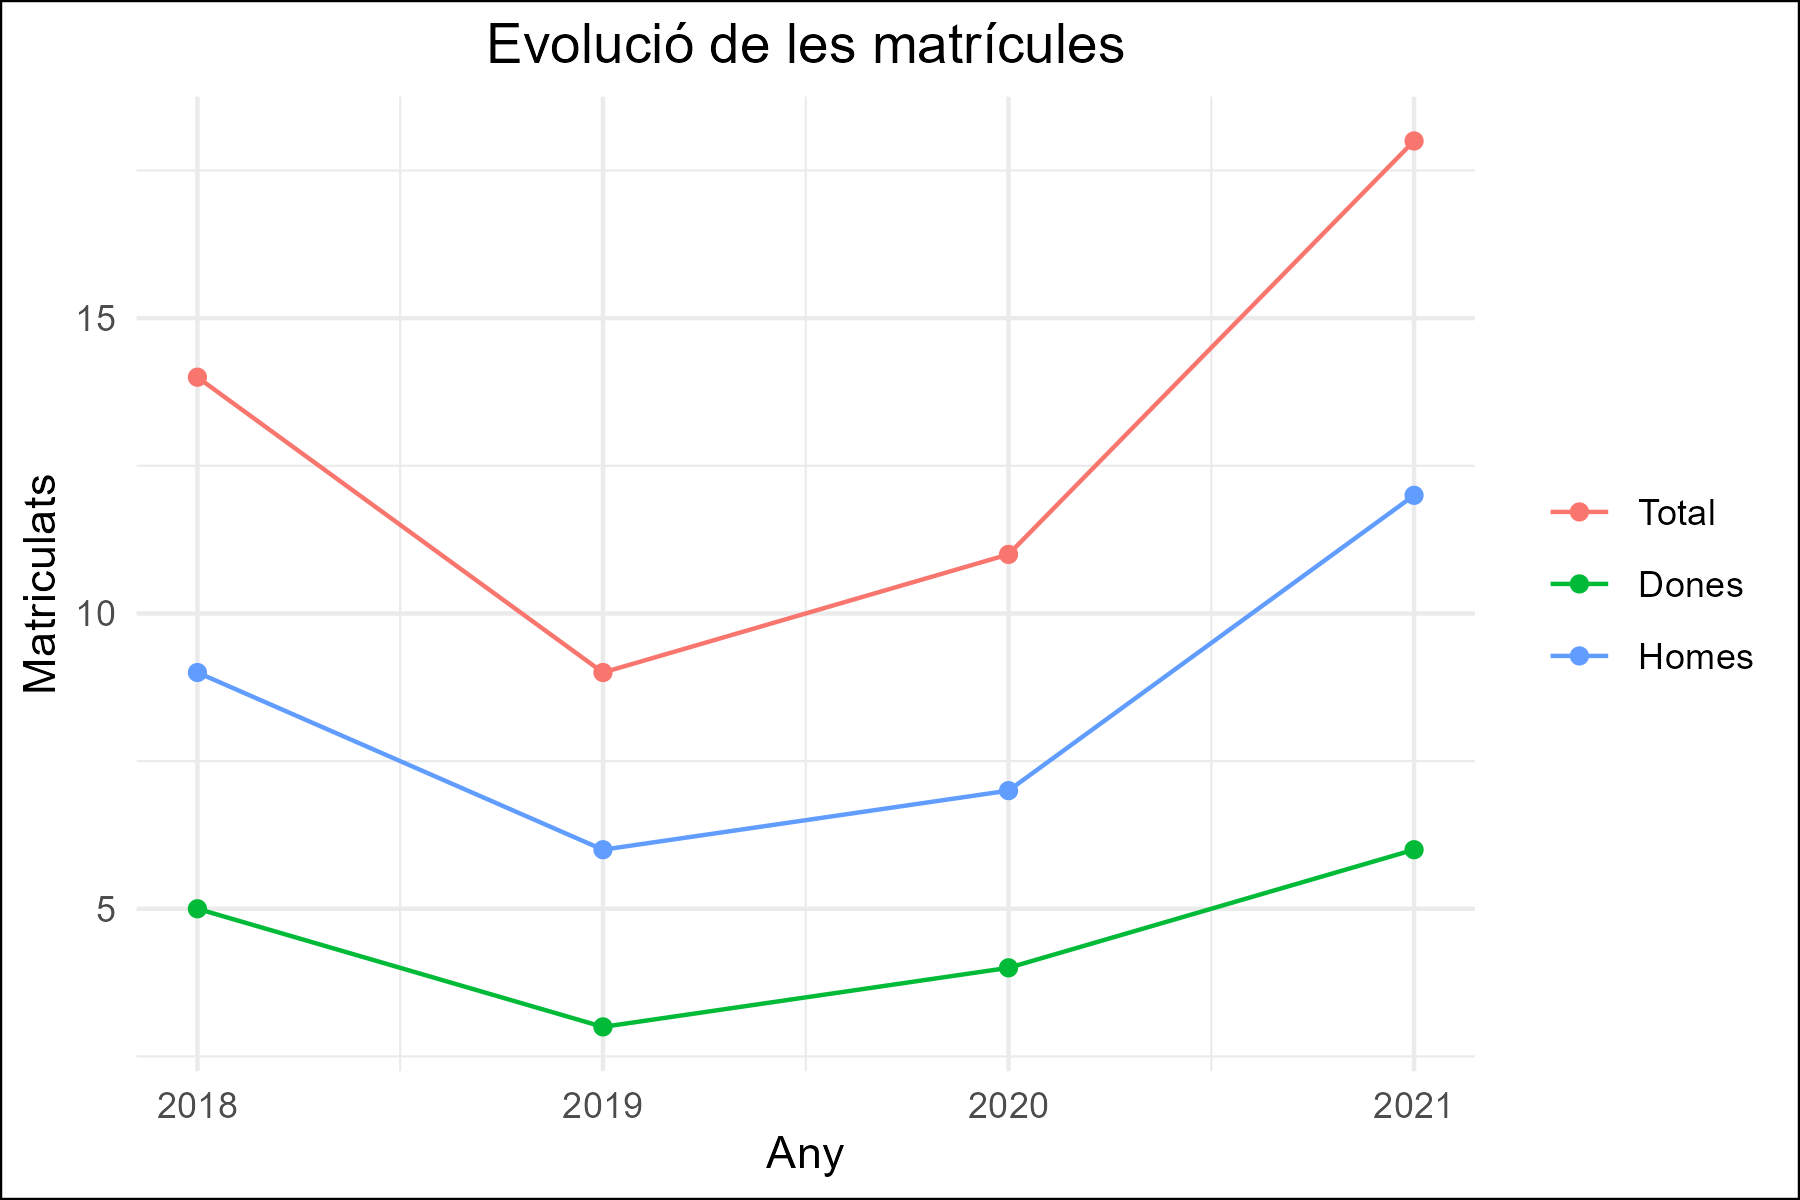 Evolució de les matrícules
Matriculats
15
10
5
2018 2019 2020 2021
Any
Total
Dones
Homes